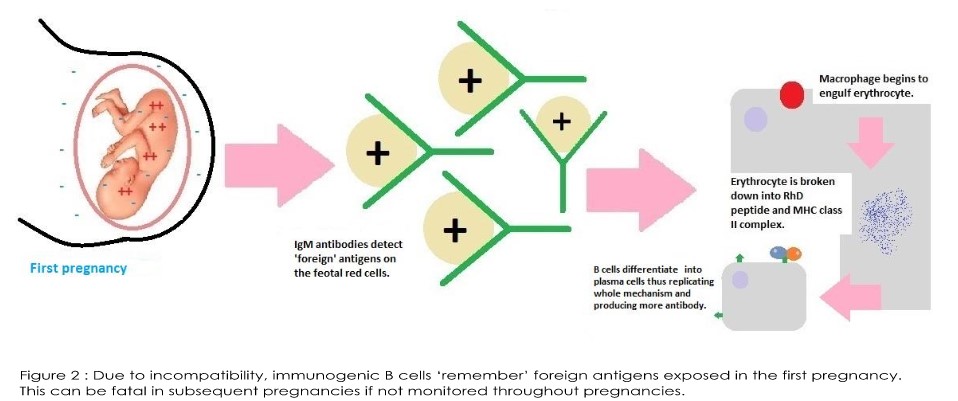 Macrophage begins to
engulf erythrocyte.
++
++
++
++
+
+
+
+
Erythrocyte is broken
down into RhD
peptide and MHC class
II complex.
IgM antibodies detect
'foreign' antigens on
the feotal red cells.
First pregnancy
B cells differentiate into
plasma cells thus replicating
whole mechanism and
producing more antibody.
Figure 2 : Due to incompatibility, immunogenic B cells ‘remember’ foreign antigens exposed in the first pregnancy.
This can be fatal in subsequent pregnancies if not monitored throughout pregnancies.